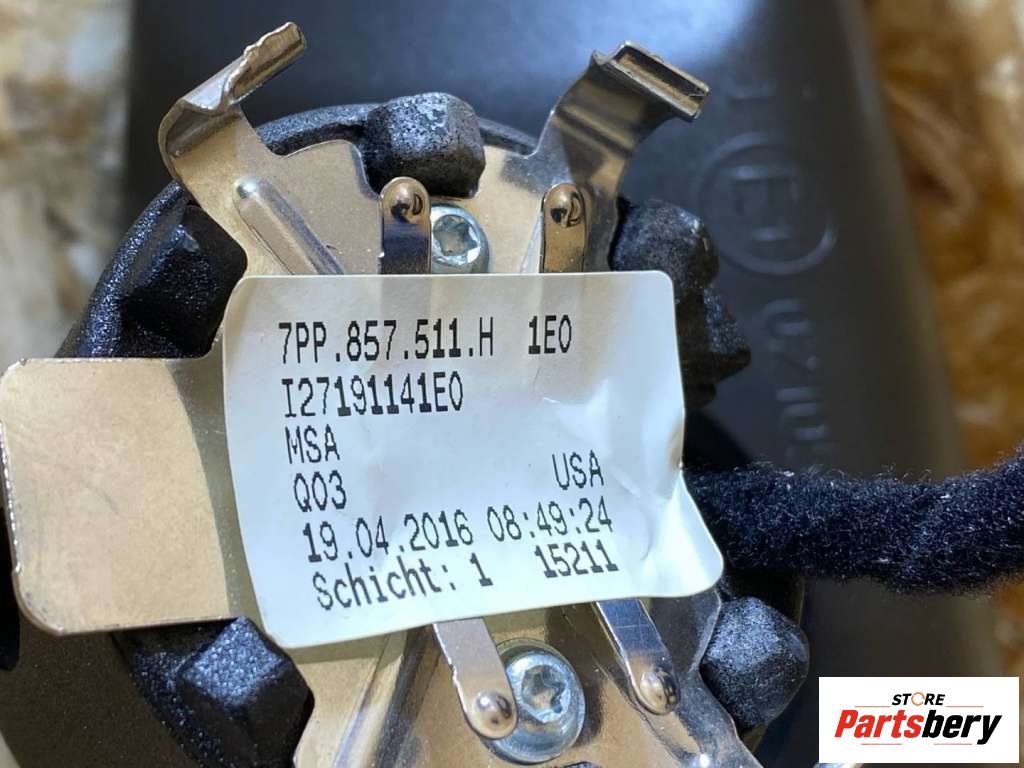 7PP.857.511.H 1E0
I27191141E0
MSA
Q03 USA
19.04.2016 08:49:24
Schicht: 1 15211
STORE
Partsbery